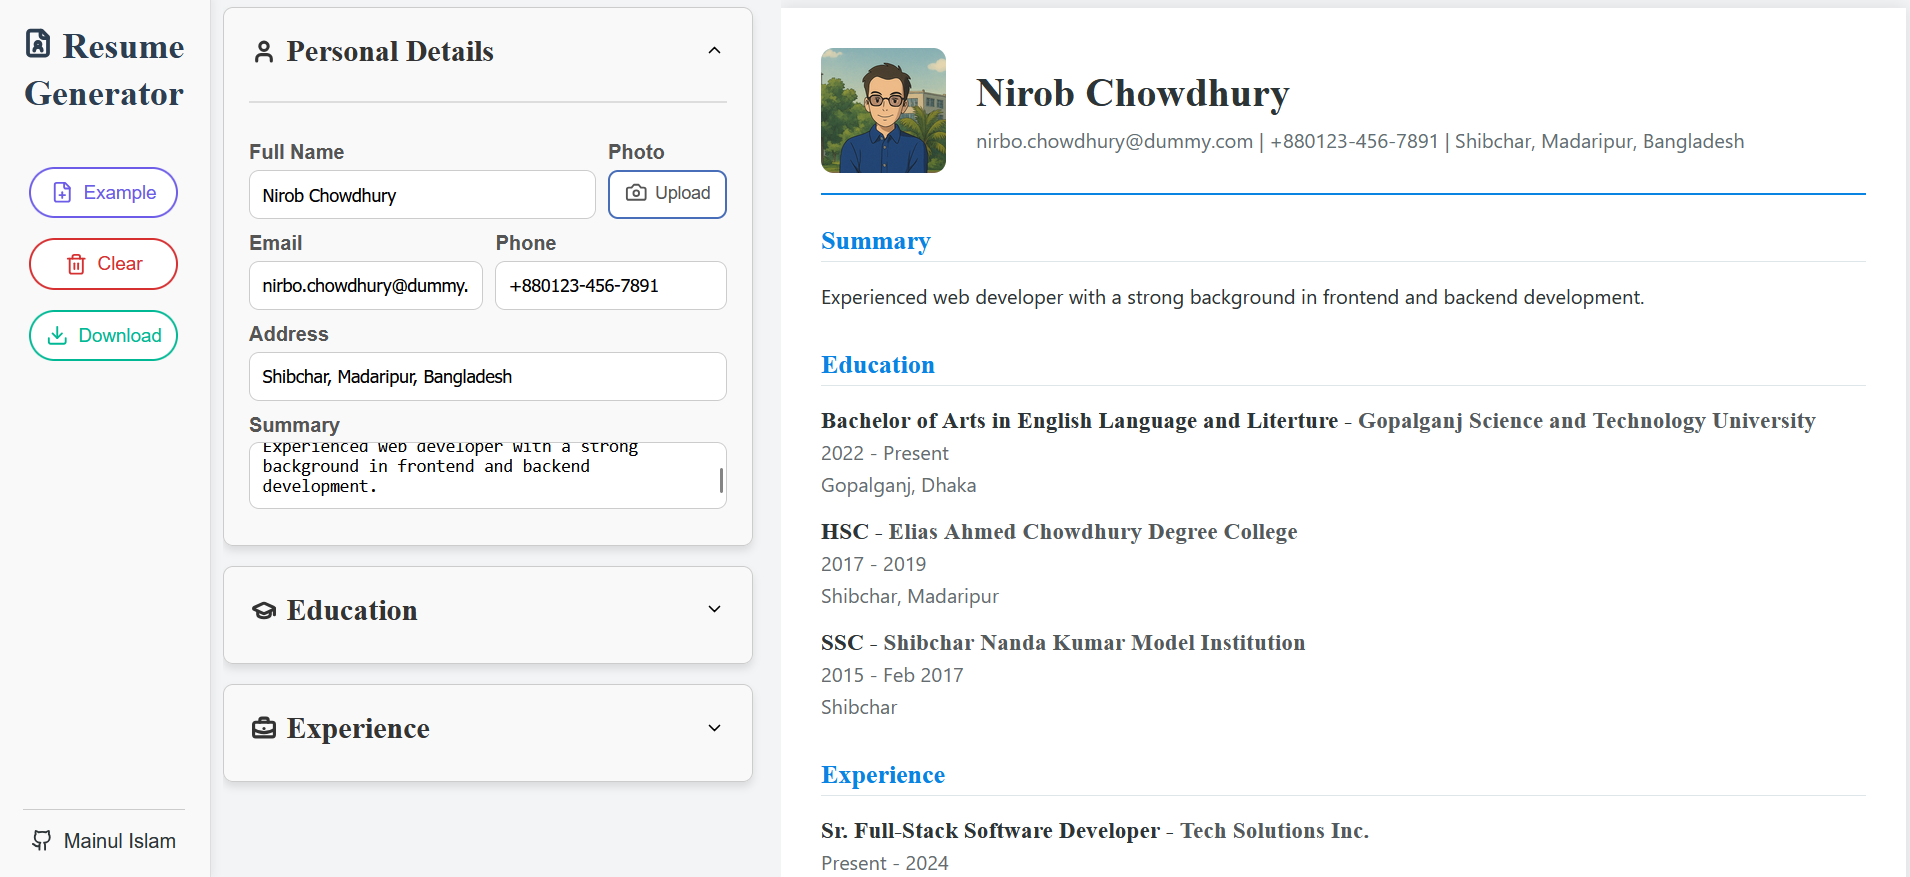 Resume
Generator
Example
Clear
Download
Mainul Islam
Personal Details
Full Name
Photo
Nirob Chowdhury
Upload
Email
Phone
nirbo.chowdhury@dummy.
+880123-456-7891
Address
Shibchar, Madaripur, Bangladesh
Summary
Experienced web developer with a strong
background in frontend and backend
development.
Education
Experience
Nirob Chowdhury
nirbo.chowdhury@dummy.com | +880123-456-7891 | Shibchar, Madaripur, Bangladesh
Summary
Experienced web developer with a strong background in frontend and backend development.
Education
Bachelor of Arts in English Language and Literture - Gopalganj Science and Technology University
2022 - Present
Gopalganj, Dhaka
HSC - Elias Ahmed Chowdhury Degree College
2017 - 2019
Shibchar, Madaripur
SSC - Shibchar Nanda Kumar Model Institution
2015 - Feb 2017
Shibchar
Experience
Sr. Full-Stack Software Developer - Tech Solutions Inc.
Present - 2024